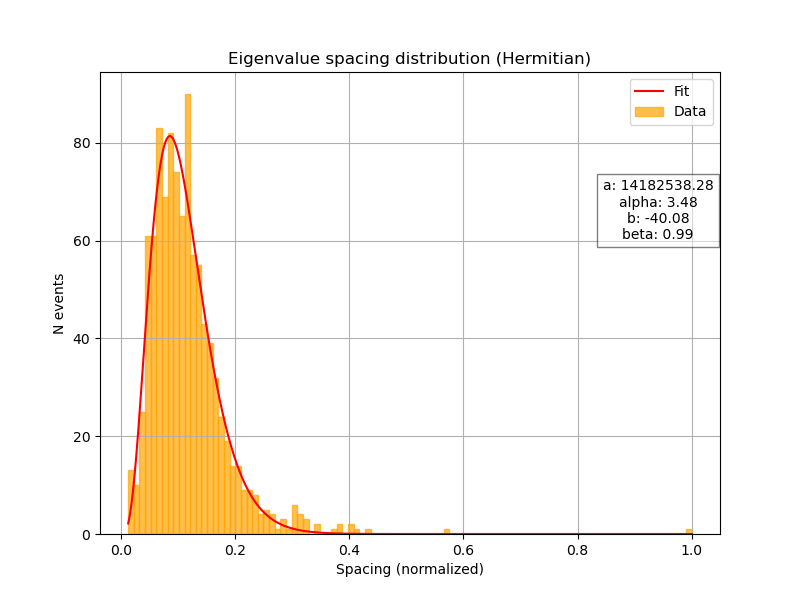 Eigenvalue spacing distribution (Hermitian)
Fit
Data
a: 14182538.28
alpha: 3.48
b: -40.08
beta: 0.99
N events
80
60
40
20
0
0.0 0.2 0.4 0.6 0.8 1.0
Spacing (normalized)